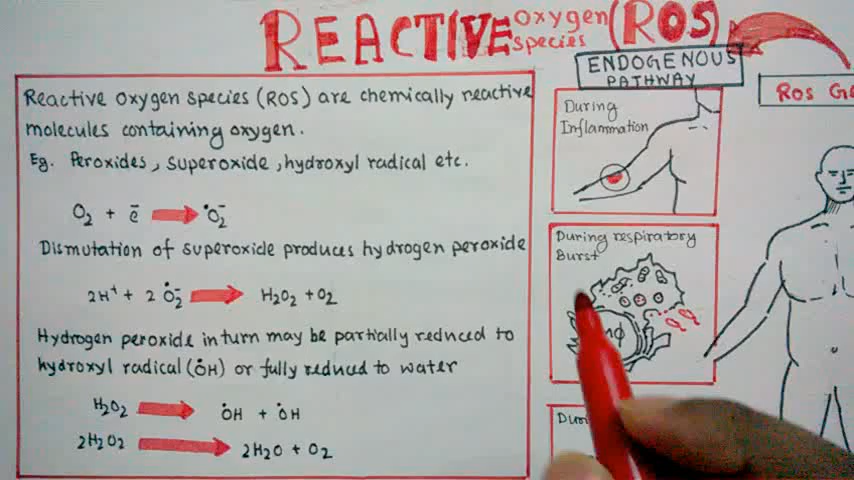 REACTIVE oxygen species (ROS)
Reactive oxygen species (ROS) are chemically reactive
molecules containing oxygen.
Eg. Peroxides, superoxide, hydroxyl radical etc.
O2 + e̅ → •O2-
Dismutation of superoxide produces hydrogen peroxide
2H+ + 2 •O2- → H2O2 + O2
Hydrogen peroxide in turn may be partially reduced to
hydroxyl radical (•OH) or fully reduced to water
H2O2 → •OH + •OH
2H2O2 → 2H2O + O2
ENDOGENOUS
PATHWAY
During
Inflammation
During respiratory
Burst
mφ
ROS